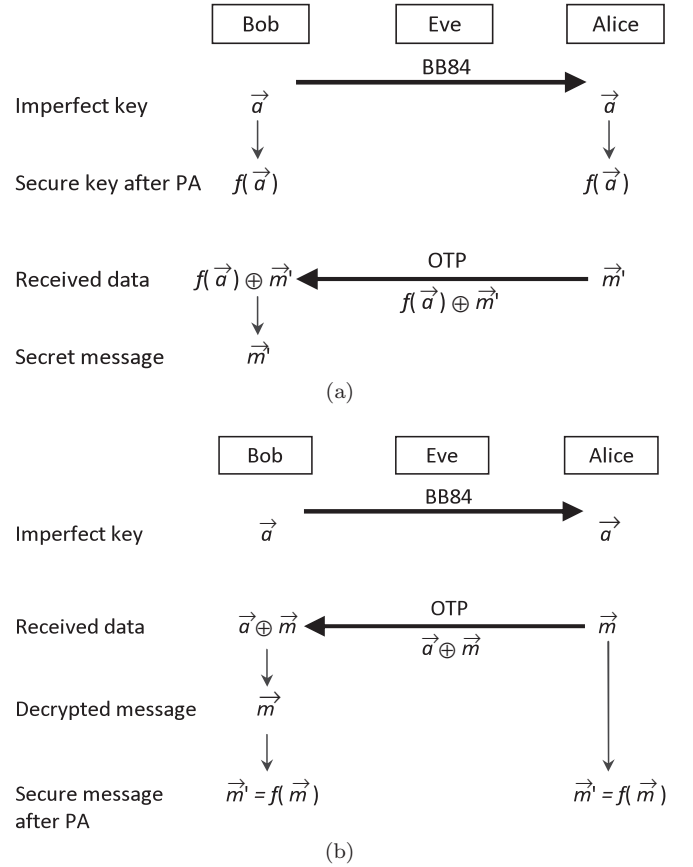 Bob Eve Alice
BB84
Imperfect key a⃗ a⃗
Secure key after PA f(a⃗) f(a⃗)
OTP
Received data f(a⃗) ⊕ m⃗' m⃗'
f(a⃗) ⊕ m⃗'
Secret message m⃗'
(a)
Bob Eve Alice
BB84
Imperfect key a⃗ a⃗
OTP
Received data a⃗ ⊕ m⃗ m⃗
a⃗ ⊕ m⃗
Decrypted message m⃗
Secure message m⃗' = f(m⃗) m⃗' = f(m⃗)
after PA
(b)